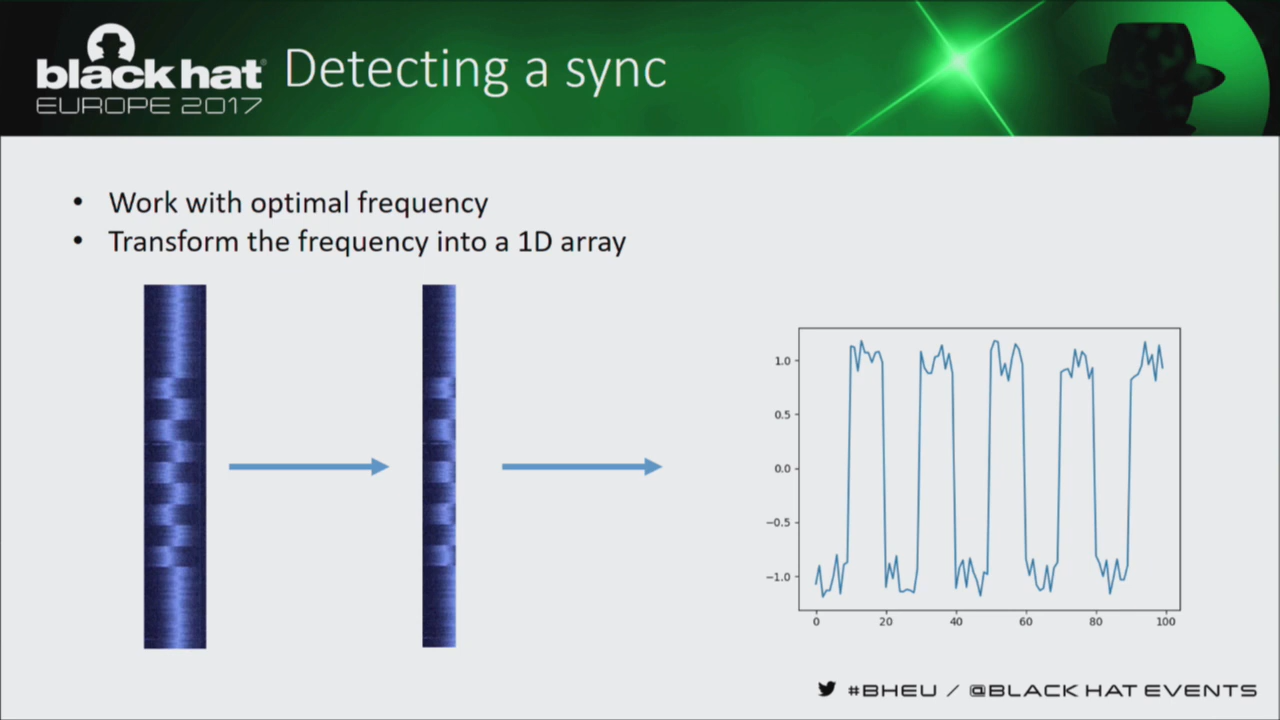 black hat
EUROPE 2017
Detecting a sync
• Work with optimal frequency
• Transform the frequency into a 1D array
1.0
0.5
0.0
−0.5
−1.0
0 20 40 60 80 100
#BHEU / @BLACK HAT EVENTS